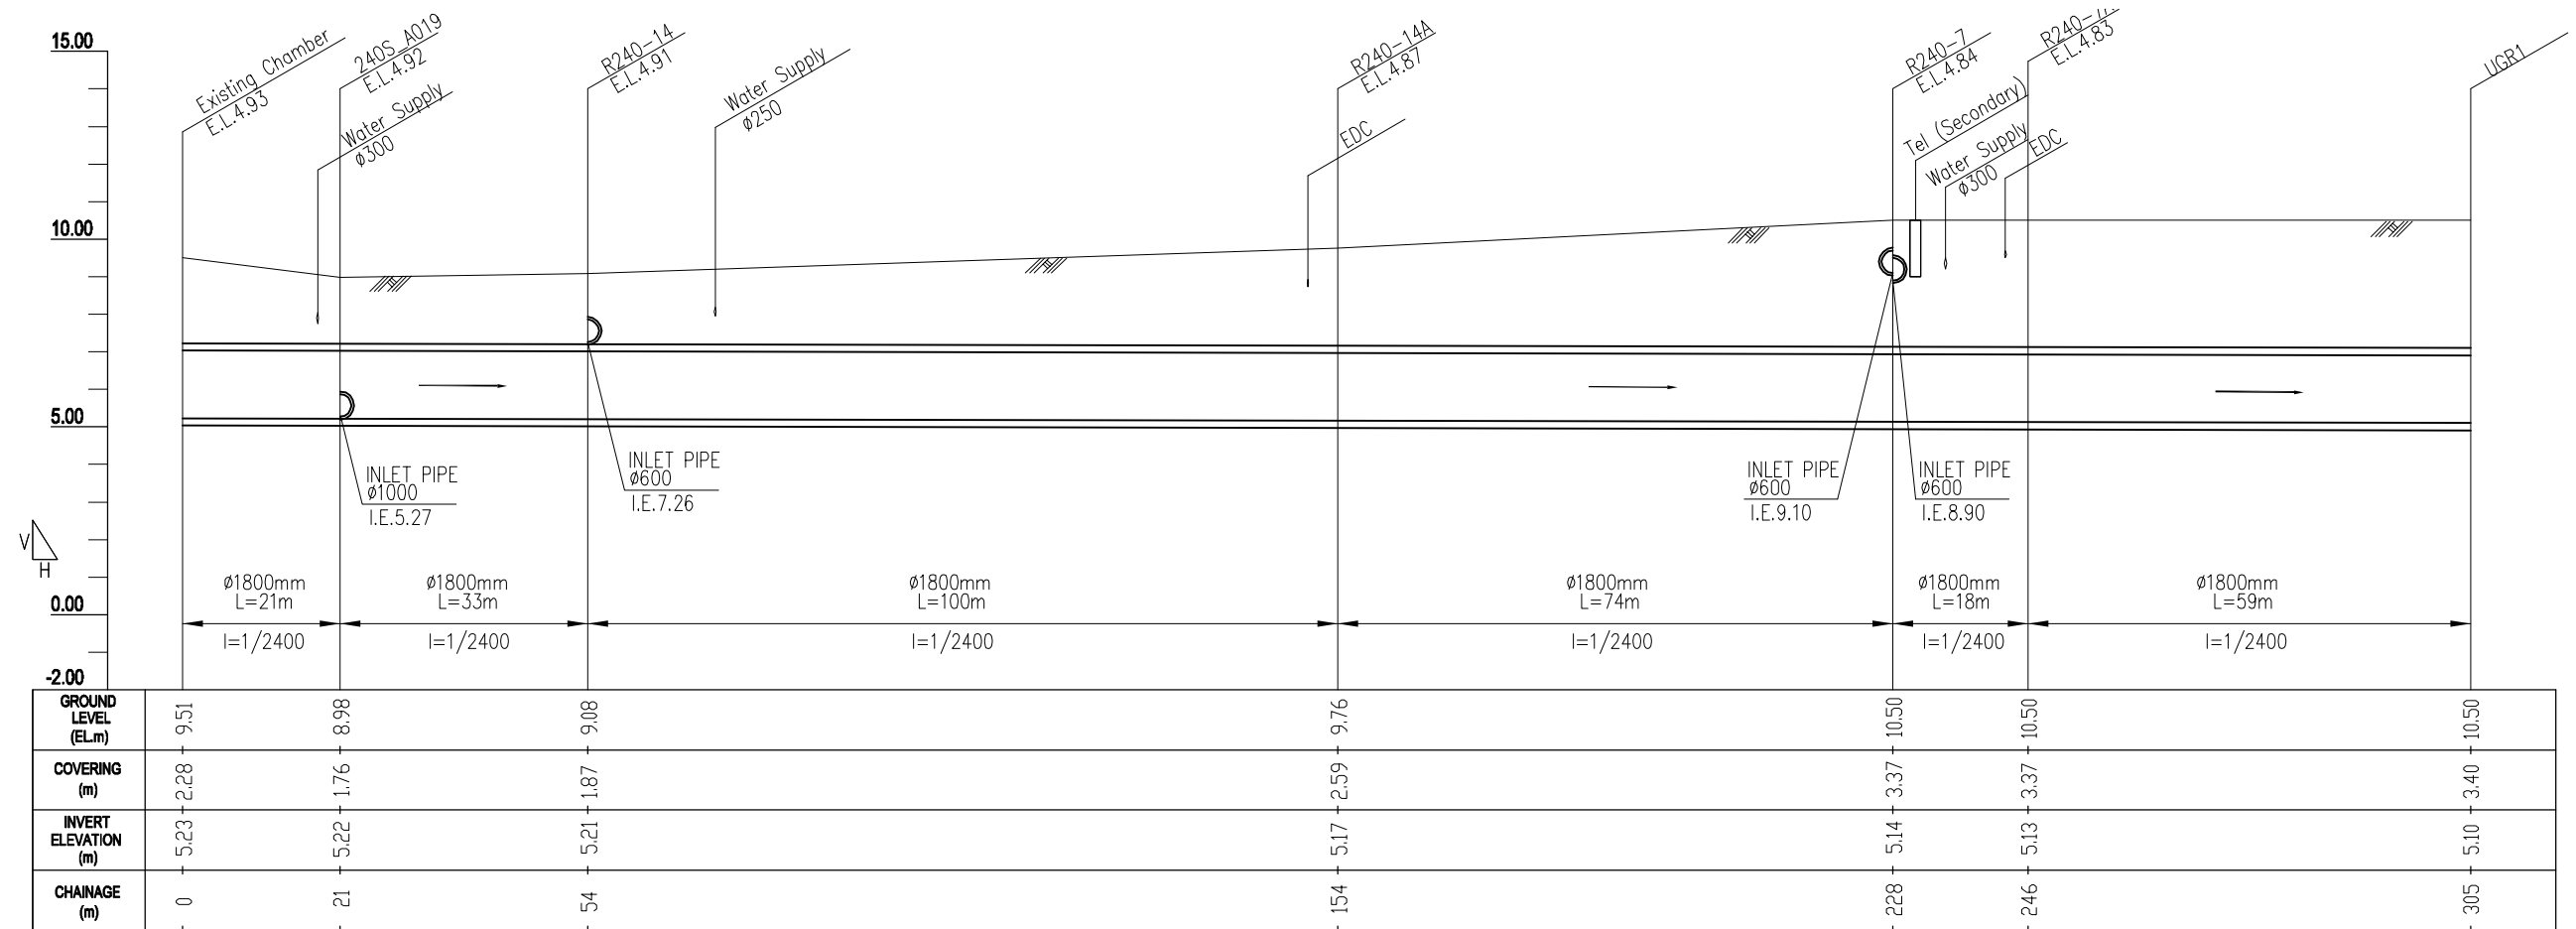 15.00
10.00
5.00
0.00
-2.00
V
H
Existing Chamber
E.L.4.93
240S_A019
E.L.4.92
Water Supply
ø300
R240-14
E.L.4.91
Water Supply
ø250
R240-14A
E.L.4.87
EDC
R240-7
E.L.4.84
Tel (Secondary)
Water Supply
ø300
EDC
E.L.4.83
UGR1
INLET PIPE
ø1000
I.E.5.27
INLET PIPE
ø600
I.E.7.26
INLET PIPE
ø600
I.E.9.10
INLET PIPE
ø600
I.E.8.90
ø1800mm
L=21m
I=1/2400
ø1800mm
L=33m
I=1/2400
ø1800mm
L=100m
I=1/2400
ø1800mm
L=74m
I=1/2400
ø1800mm
L=18m
I=1/2400
ø1800mm
L=59m
I=1/2400
GROUND
LEVEL
(EL.m)
9.51 8.98 9.08 9.76 10.50 10.50 10.50
COVERING
(m)
2.28 1.76 1.87 2.59 3.37 3.37 3.40
INVERT
ELEVATION
(m)
5.23 5.22 5.21 5.17 5.14 5.13 5.10
CHAINAGE
(m)
0 21 54 154 228 246 305